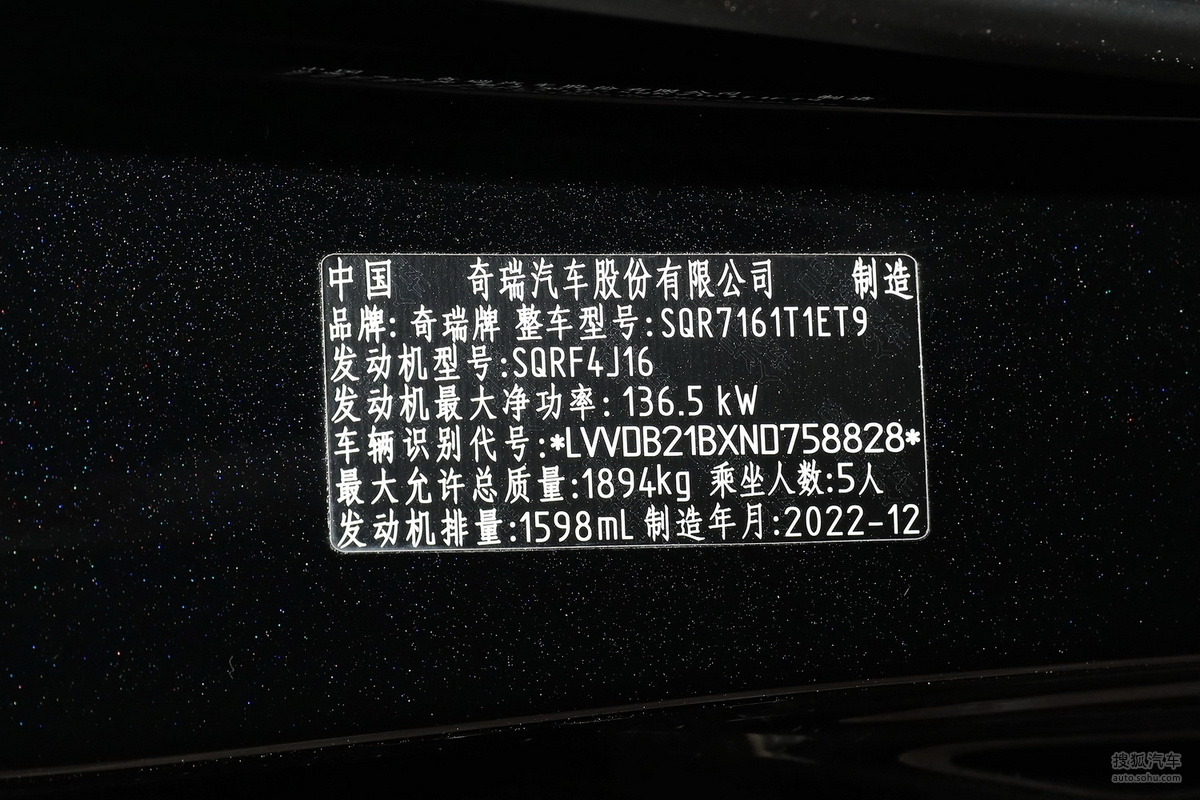 中国 奇瑞汽车股份有限公司 制造
品牌: 奇瑞牌 整车型号:SQR7161T1ET9
发动机型号:SQRF4J16
发动机最大净功率: 136.5 kW
车辆识别代号:*LVVDB21BXND758828*
最大允许总质量:1894kg 乘坐人数:5人
发动机排量:1598mL 制造年月:2022-12
搜狐汽车
auto.sohu.com